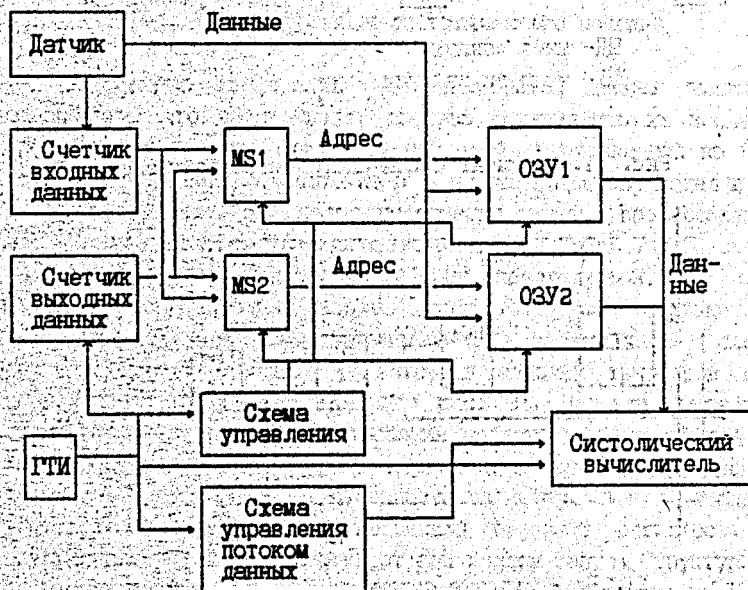 Датчик
Данные
Счетчик
входных
данных
MS1
Адрес
ОЗУ1
Счетчик
выходных
данных
MS2
Адрес
ОЗУ2
Дан-
ные
Схема
управления
ГТИ
Систолический
вычислитель
Схема
управления
потоком
данных